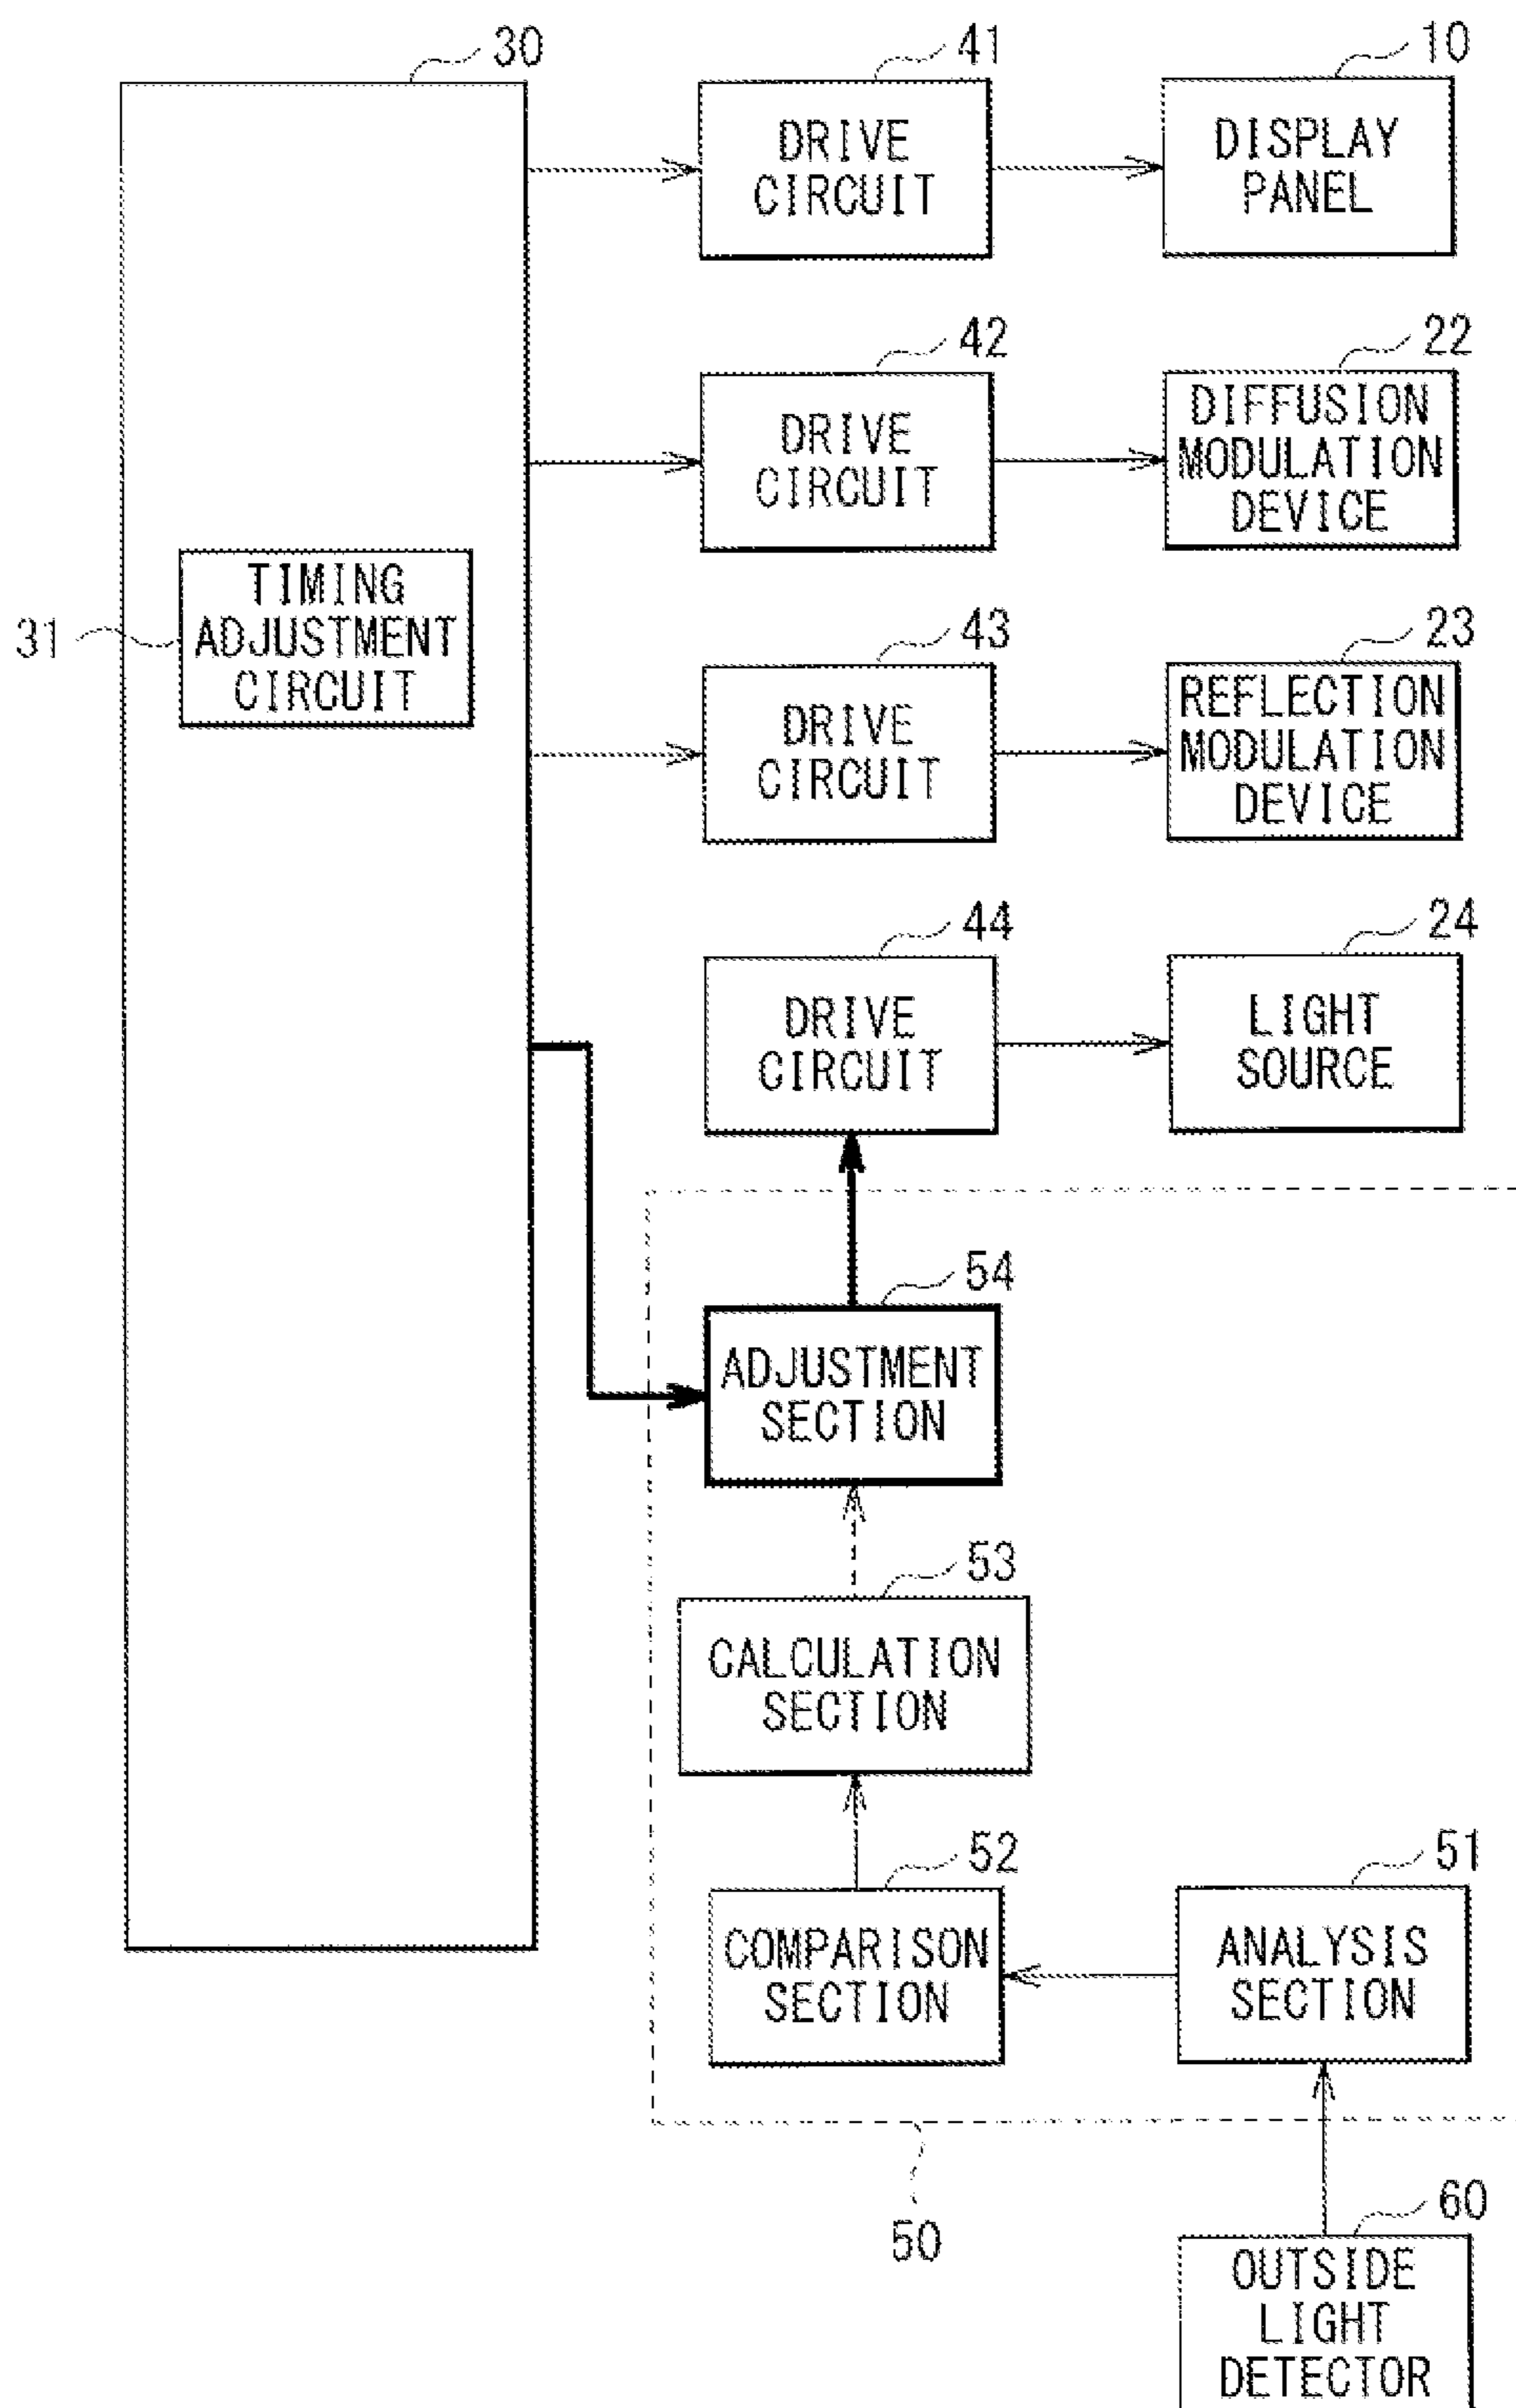 30
41
10
DRIVE
CIRCUIT
DISPLAY
PANEL
42
22
DRIVE
CIRCUIT
DIFFUSION
MODULATION
DEVICE
31
TIMING
ADJUSTMENT
CIRCUIT
43
23
DRIVE
CIRCUIT
REFLECTION
MODULATION
DEVICE
44
24
DRIVE
CIRCUIT
LIGHT
SOURCE
54
ADJUSTMENT
SECTION
53
CALCULATION
SECTION
52
51
COMPARISON
SECTION
ANALYSIS
SECTION
50
60
OUTSIDE
LIGHT
DETECTOR